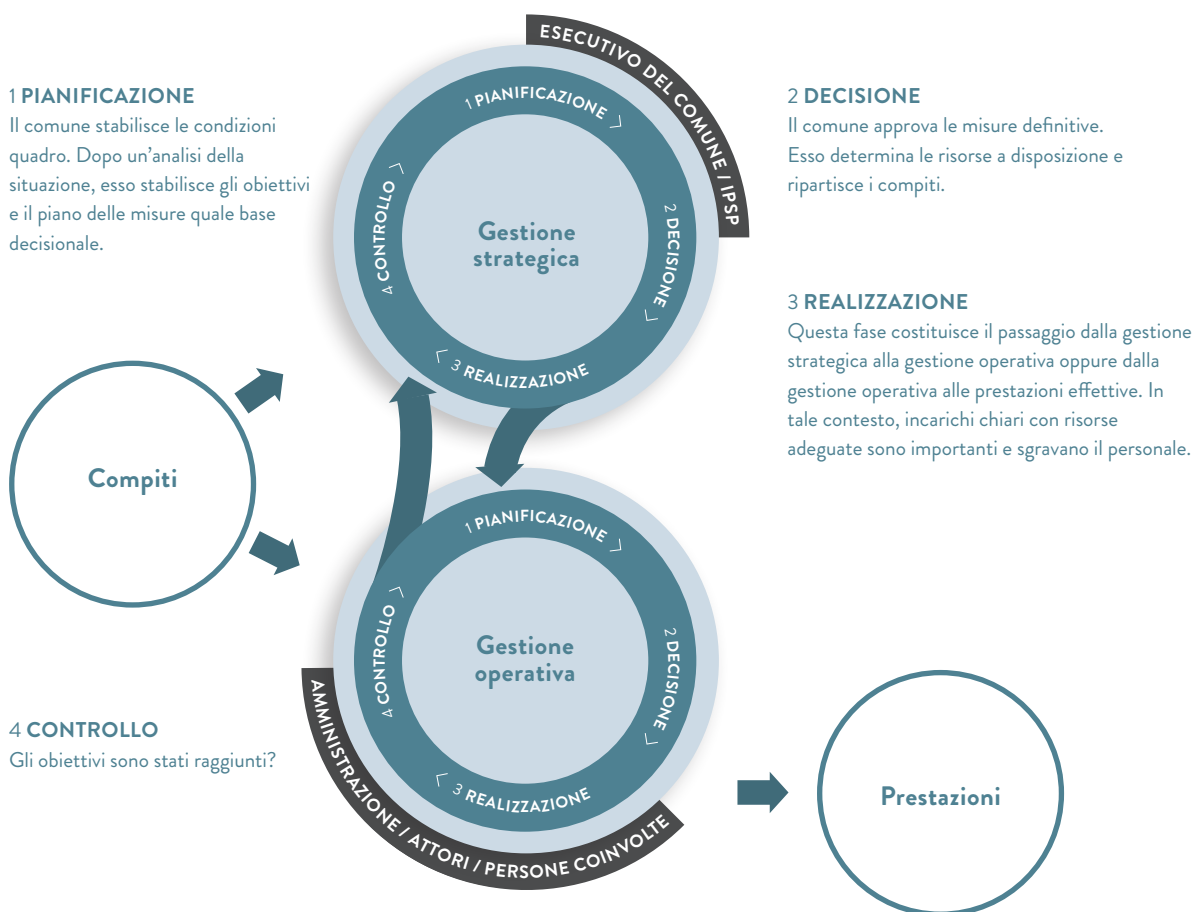 ESECUTIVO DEL COMUNE / IPSP
1 PIANIFICAZIONE
Il comune stabilisce le condizioni
quadro. Dopo un'analisi della
situazione, esso stabilisce gli obiettivi
e il piano delle misure quale base
decisionale.
1 PIANIFICAZIONE
2 DECISIONE
3 REALIZZAZIONE
4 CONTROLLO
Gestione
strategica
2 DECISIONE
Il comune approva le misure definitive.
Esso determina le risorse a disposizione e
ripartisce i compiti.
3 REALIZZAZIONE
Questa fase costituisce il passaggio dalla gestione
strategica alla gestione operativa oppure dalla
gestione operativa alle prestazioni effettive. In
tale contesto, incarichi chiari con risorse
adeguate sono importanti e sgravano il personale.
Compiti
1 PIANIFICAZIONE
2 DECISIONE
3 REALIZZAZIONE
4 CONTROLLO
Gestione
operativa
4 CONTROLLO
Gli obiettivi sono stati raggiunti?
AMMINISTRAZIONE / ATTORI / PERSONE COINVOLTE
Prestazioni